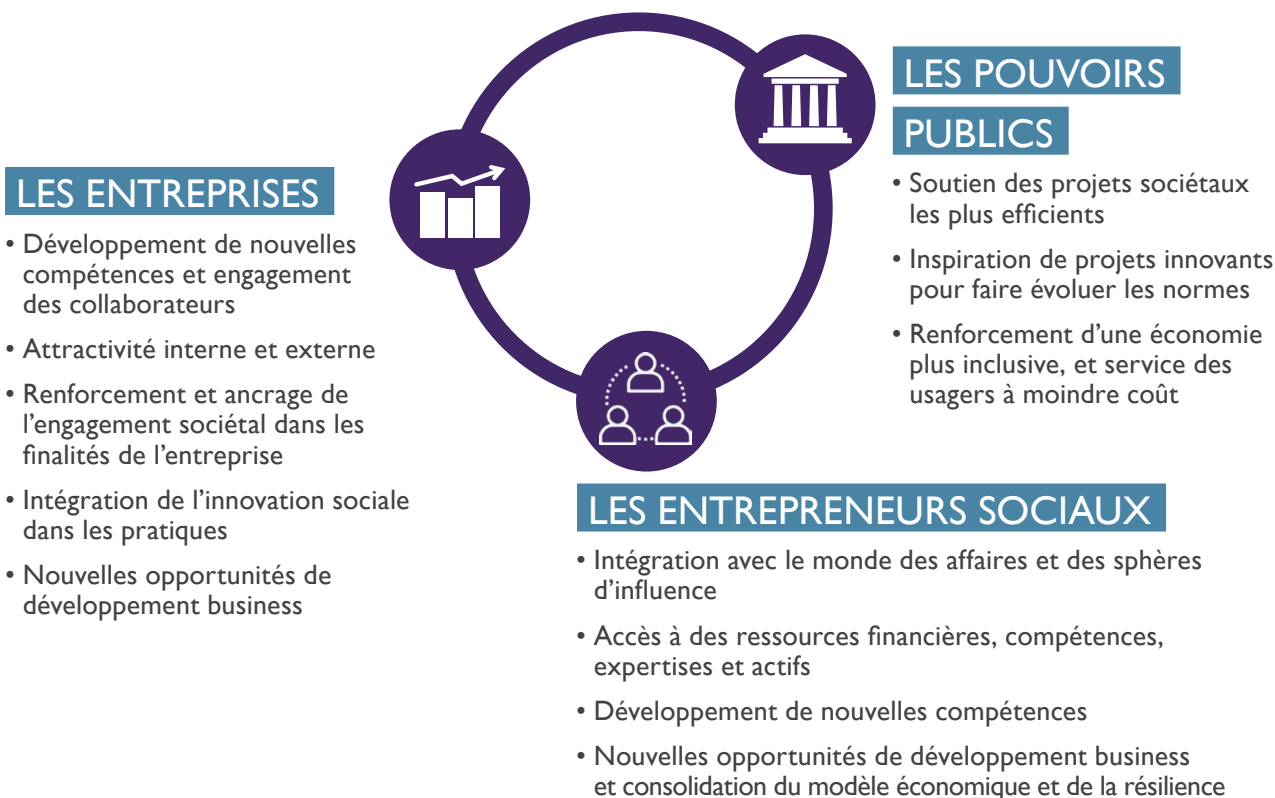 LES ENTREPRISES
• Développement de nouvelles
compétences et engagement
des collaborateurs
• Attractivité interne et externe
• Renforcement et ancrage de
l’engagement sociétal dans les
finalités de l’entreprise
• Intégration de l’innovation sociale
dans les pratiques
• Nouvelles opportunités de
développement business
LES POUVOIRS
PUBLICS
• Soutien des projets sociétaux
les plus efficients
• Inspiration de projets innovants
pour faire évoluer les normes
• Renforcement d’une économie
plus inclusive, et service des
usagers à moindre coût
LES ENTREPRENEURS SOCIAUX
• Intégration avec le monde des affaires et des sphères
d’influence
• Accès à des ressources financières, compétences,
expertises et actifs
• Développement de nouvelles compétences
• Nouvelles opportunités de développement business
et consolidation du modèle économique et de la résilience